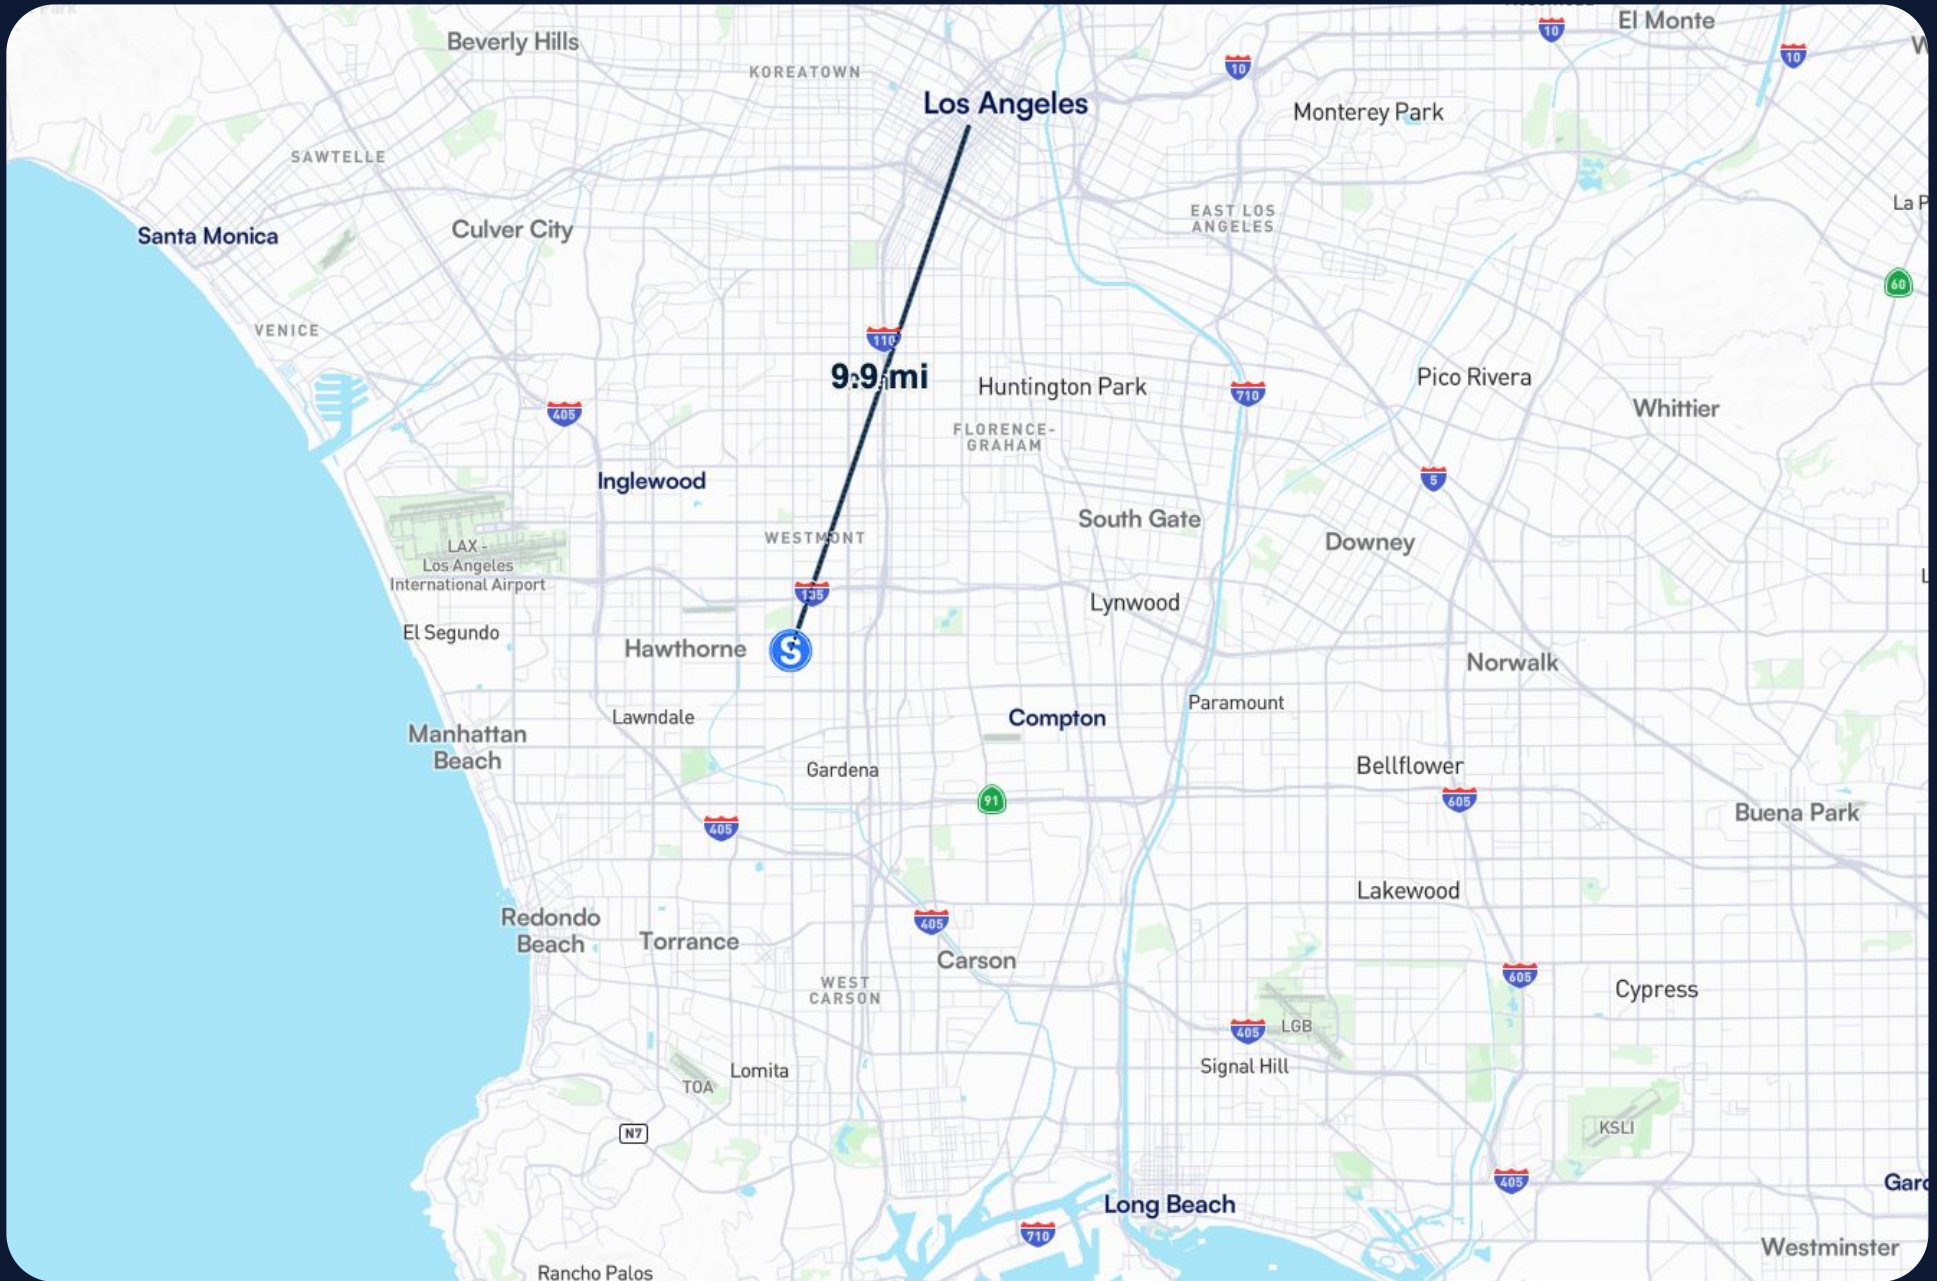 El Monte
10
Beverly Hills
10
10
KOREATOWN
Los Angeles
Monterey Park
SAWTELLE
La P
EAST LOS
ANGELES
Culver City
Santa Monica
60
VENICE
110
9.9 mi
Huntington Park
Pico Rivera
710
Whittier
405
FLORENCE-
GRAHAM
Inglewood
5
South Gate
WESTMONT
Downey
LAX -
Los Angeles
International Airport
105
Lynwood
El Segundo
Hawthorne
S
Norwalk
Paramount
Lawndale
Compton
Manhattan
Beach
Gardena
Bellflower
91
605
Buena Park
405
Lakewood
Redondo
Beach
405
Torrance
Carson
605
WEST
CARSON
Cypress
405
LGB
Signal Hill
Lomita
TOA
N7
KSLI
405
Gard
Long Beach
710
Westminster
Rancho Palos